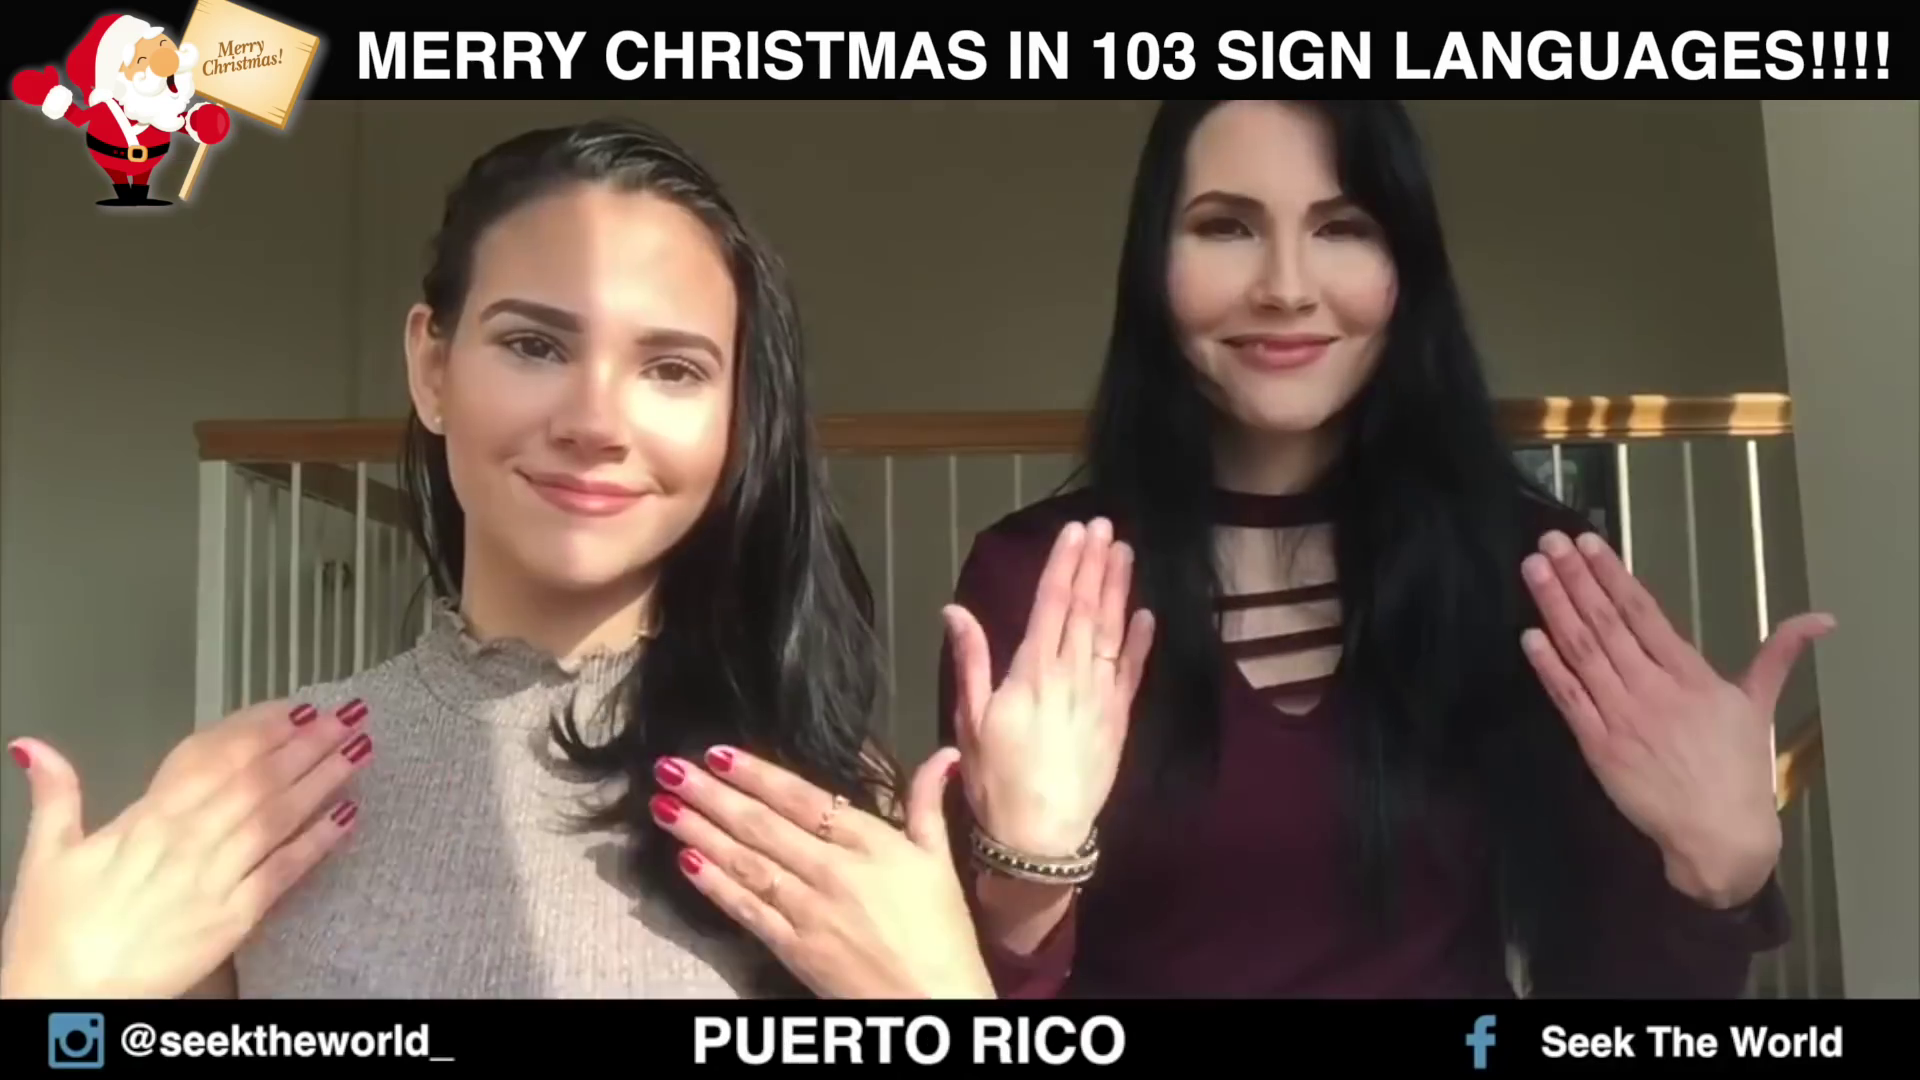 Merry
Christmas!
MERRY CHRISTMAS IN 103 SIGN LANGUAGES!!!!
@seektheworld_
PUERTO RICO
Seek The World